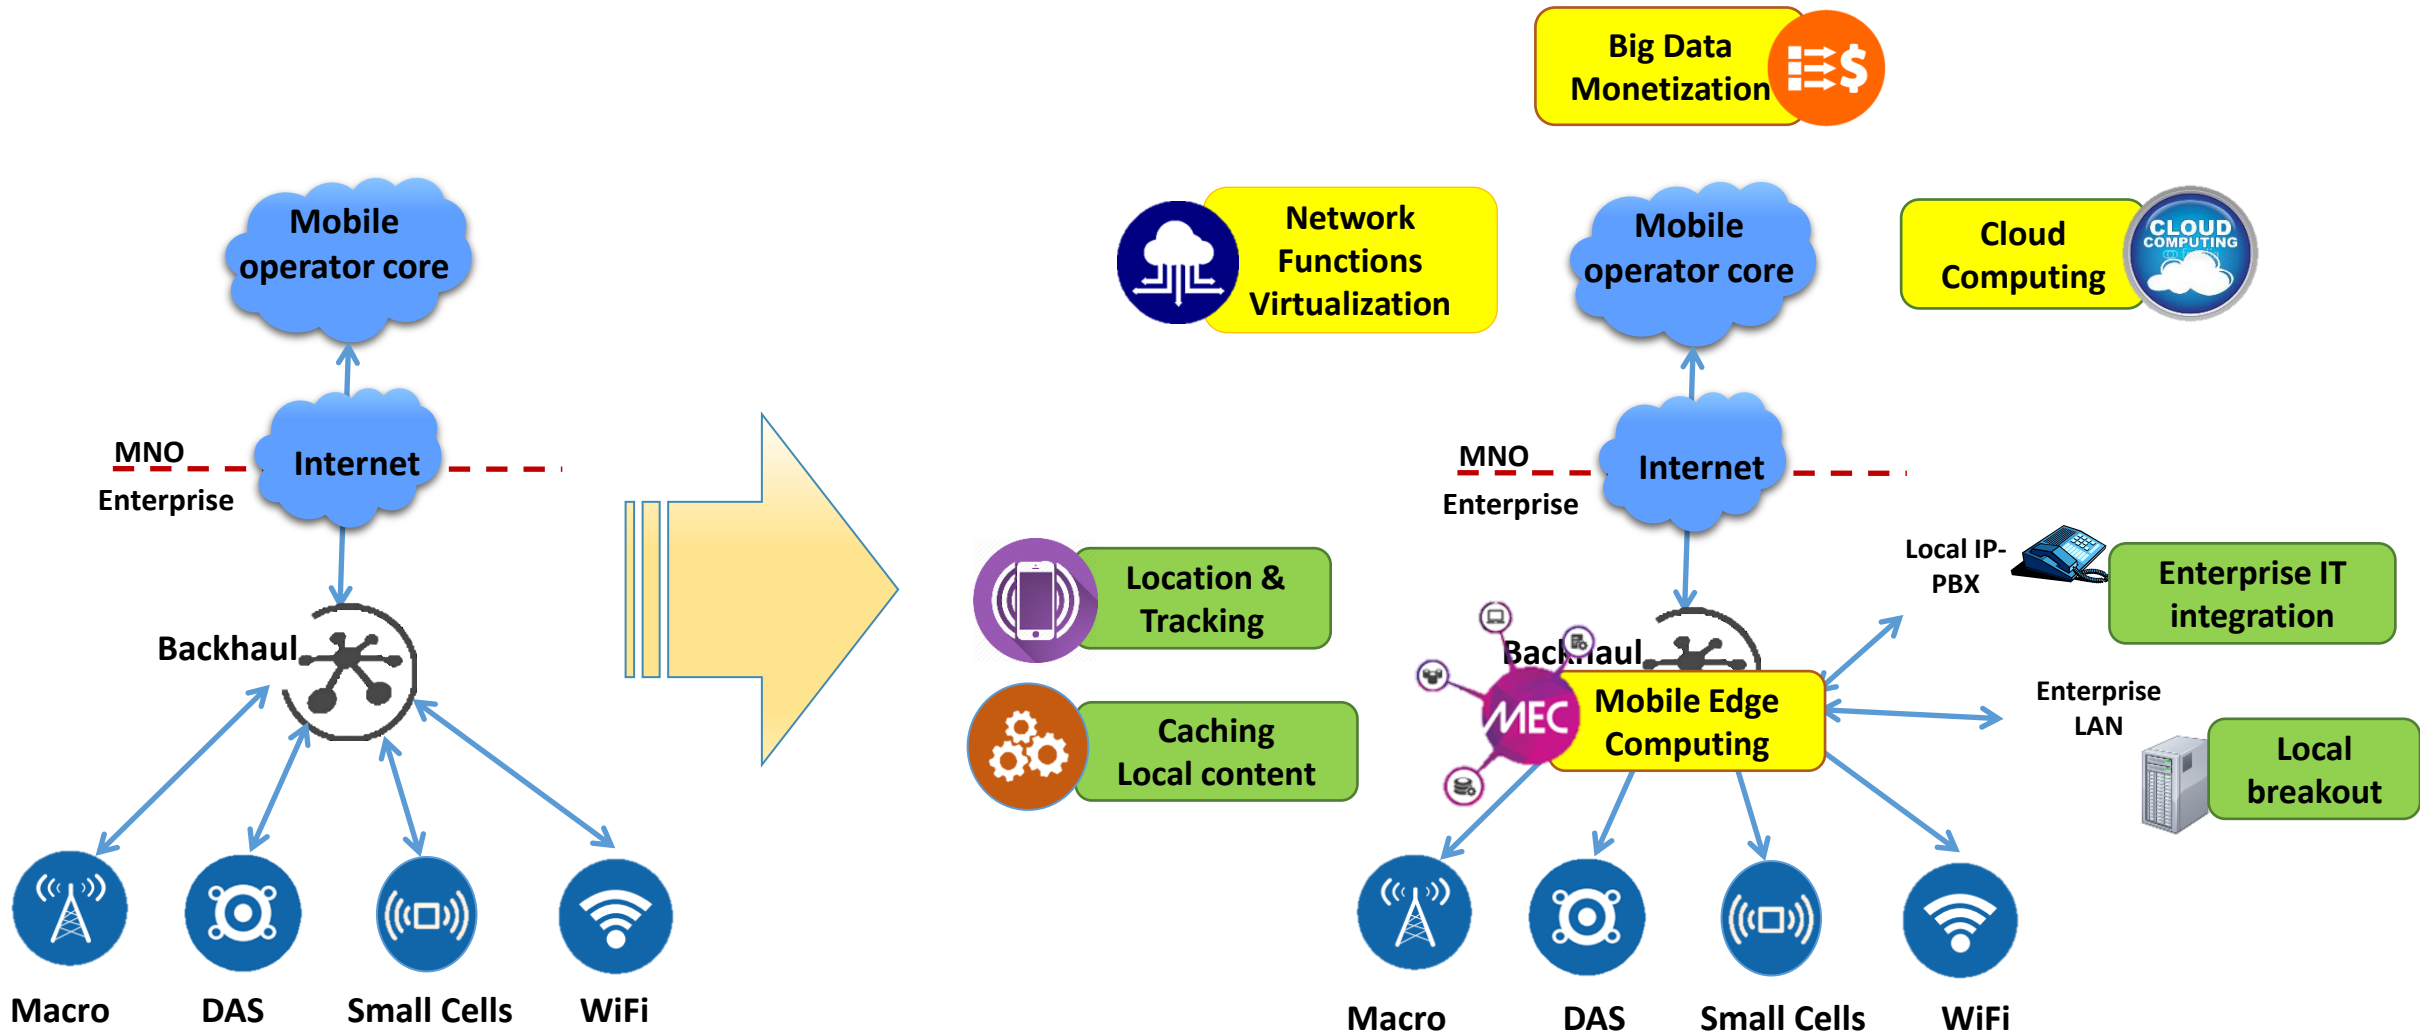 Mobile
operator core
MNO
Internet
Enterprise
Backhaul
Macro
DAS
Small Cells
WiFi
Big Data
Monetization
$
Network
Functions
Virtualization
Mobile
operator core
Cloud
Computing
CLOUD
COMPUTING
MNO
Internet
Enterprise
Location &
Tracking
Caching
Local content
Local IP-
PBX
Enterprise IT
integration
Backhaul
MEC
Mobile Edge
Computing
Enterprise
LAN
Local
breakout
Macro
DAS
Small Cells
WiFi